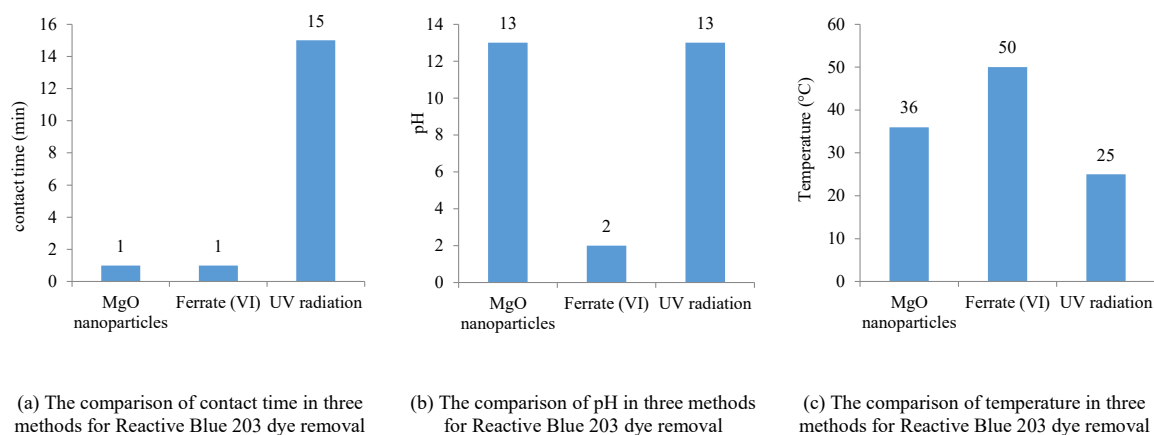 16
14
12
10
8
6
4
2
0
contact time (min)
1
1
15
MgO
nanoparticles
Ferrate (VI)
UV radiation
(a) The comparison of contact time in three
methods for Reactive Blue 203 dye removal
14
12
10
8
6
4
2
0
pH
13
2
13
MgO
nanoparticles
Ferrate (VI)
UV radiation
(b) The comparison of pH in three methods
for Reactive Blue 203 dye removal
60
50
40
30
20
10
0
Temperature (°C)
36
50
25
MgO
nanoparticles
Ferrate (VI)
UV radiation
(c) The comparison of temperature in three
methods for Reactive Blue 203 dye removal